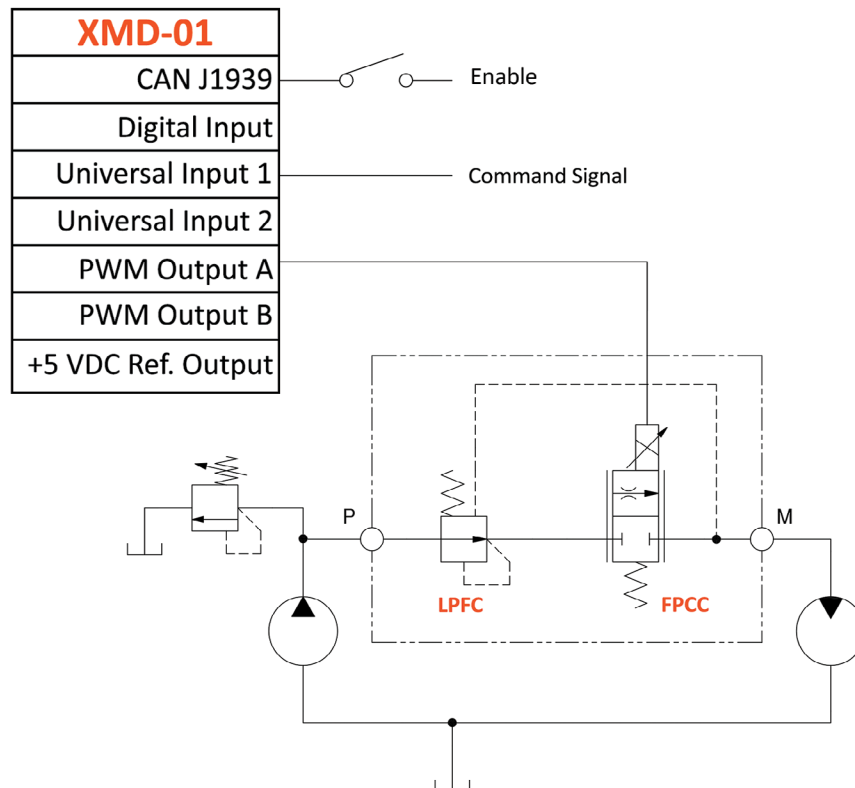 XMD-01
CAN J1939
Enable
Digital Input
Universal Input 1
Command Signal
Universal Input 2
PWM Output A
PWM Output B
+5 VDC Ref. Output
P
M
LPFC
FPCC